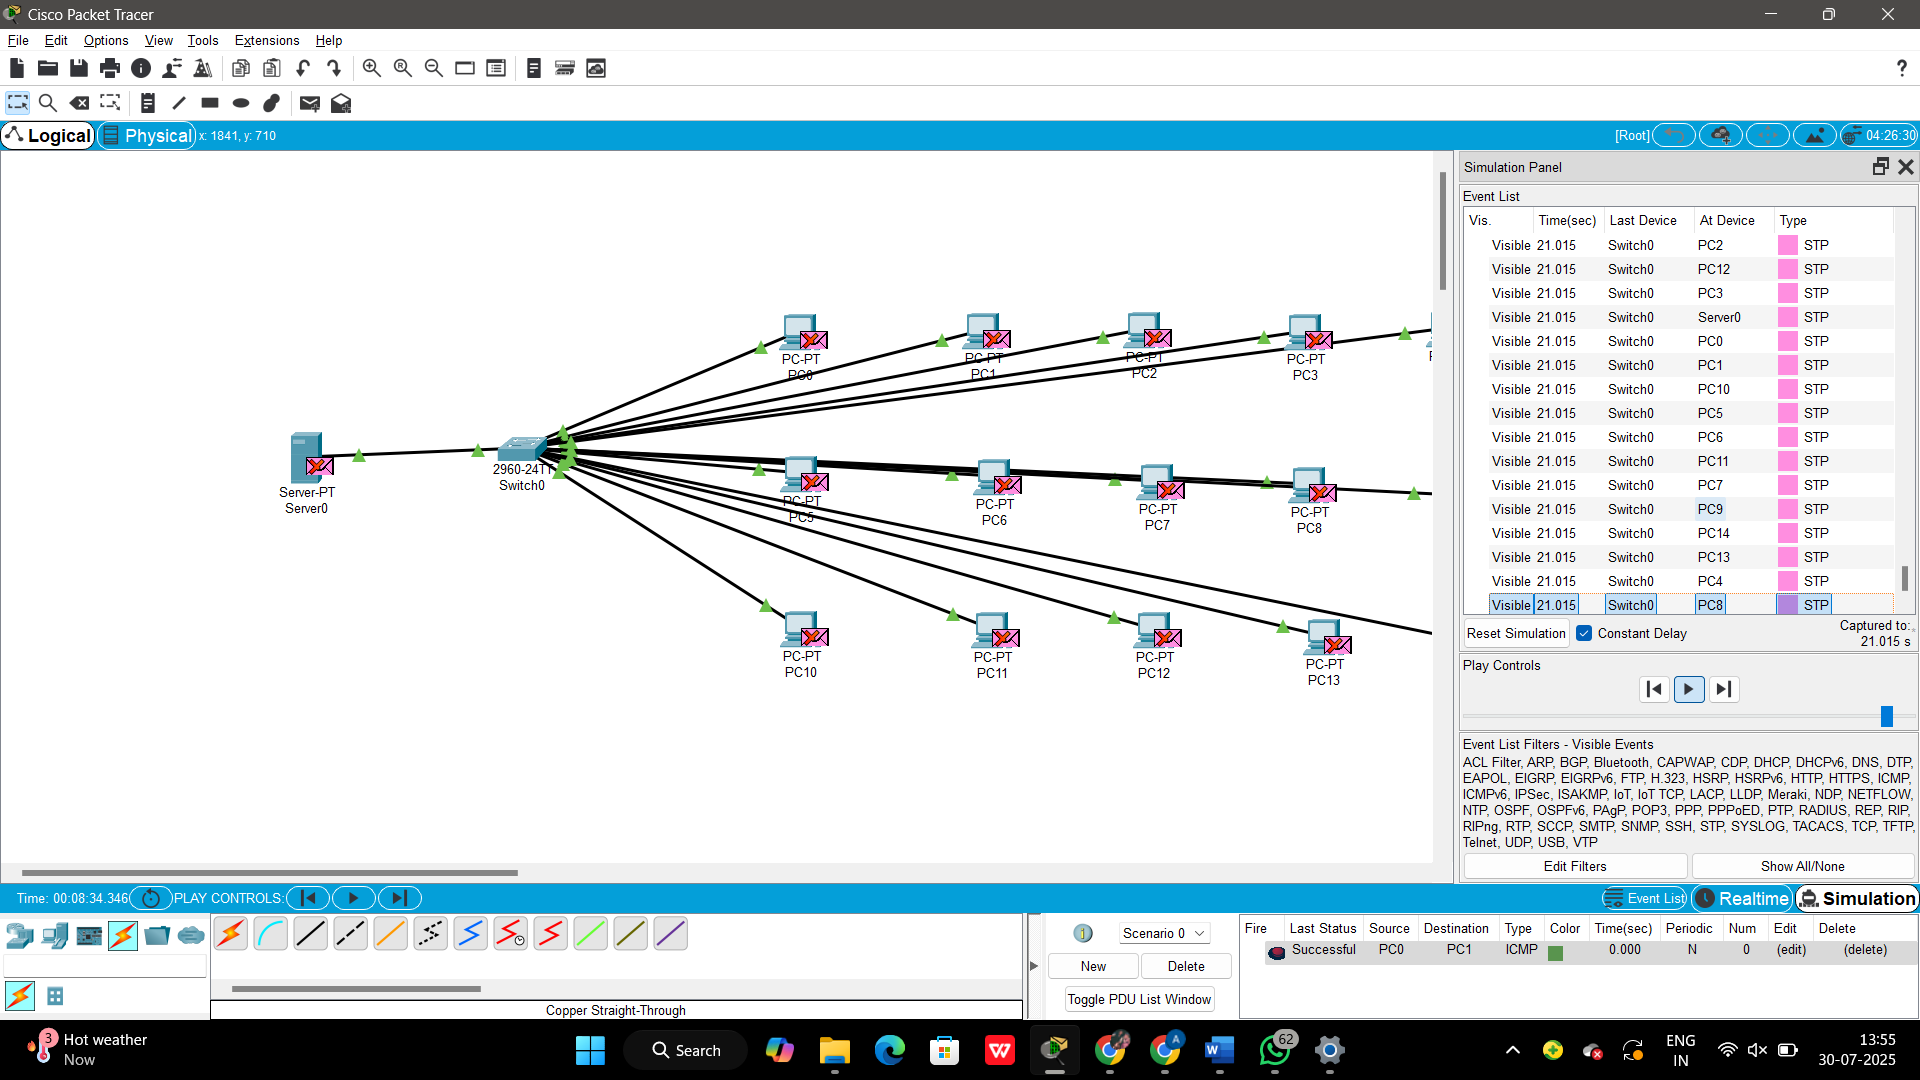 Cisco Packet Tracer
File Edit Options View Tools Extensions Help
Logical Physical x: 1841, y: 710 [Root] 04:26:30
PC-PT
PC0
PC-PT
PC1
PC-PT
PC2
PC-PT
PC3
Server-PT
Server0
2960-24TT
Switch0
PC-PT
PC5
PC-PT
PC6
PC-PT
PC7
PC-PT
PC8
PC-PT
PC10
PC-PT
PC11
PC-PT
PC12
PC-PT
PC13
Simulation Panel
Event List
Vis. Time(sec) Last Device At Device Type
Visible 21.015 Switch0 PC2 STP
Visible 21.015 Switch0 PC12 STP
Visible 21.015 Switch0 PC3 STP
Visible 21.015 Switch0 Server0 STP
Visible 21.015 Switch0 PC0 STP
Visible 21.015 Switch0 PC1 STP
Visible 21.015 Switch0 PC10 STP
Visible 21.015 Switch0 PC5 STP
Visible 21.015 Switch0 PC6 STP
Visible 21.015 Switch0 PC11 STP
Visible 21.015 Switch0 PC7 STP
Visible 21.015 Switch0 PC9 STP
Visible 21.015 Switch0 PC14 STP
Visible 21.015 Switch0 PC13 STP
Visible 21.015 Switch0 PC4 STP
Visible 21.015 Switch0 PC8 STP
Reset Simulation Constant Delay Captured to:
21.015 s
Play Controls
Event List Filters - Visible Events
ACL Filter, ARP, BGP, Bluetooth, CAPWAP, CDP, DHCP, DHCPv6, DNS, DTP,
EAPOL, EIGRP, EIGRPv6, FTP, H.323, HSRP, HSRPv6, HTTP, HTTPS, ICMP,
ICMPv6, IPSec, ISAKMP, IoT, IoT TCP, LACP, LLDP, Meraki, NDP, NETFLOW,
NTP, OSPF, OSPFv6, PAgP, POP3, PPP, PPPoED, PTP, RADIUS, REP, RIP,
RIPng, RTP, SCCP, SMTP, SNMP, SSH, STP, SYSLOG, TACACS, TCP, TFTP,
Telnet, UDP, USB, VTP
Edit Filters Show All/None
Time: 00:08:34.346 PLAY CONTROLS: Event List Realtime Simulation
Scenario 0
New Delete
Toggle PDU List Window
Fire Last Status Source Destination Type Color Time(sec) Periodic Num Edit Delete
Successful PC0 PC1 ICMP 0.000 N 0 (edit) (delete)
Copper Straight-Through
3 Hot weather
Now
Search
62
ENG
IN
13:55
30-07-2025